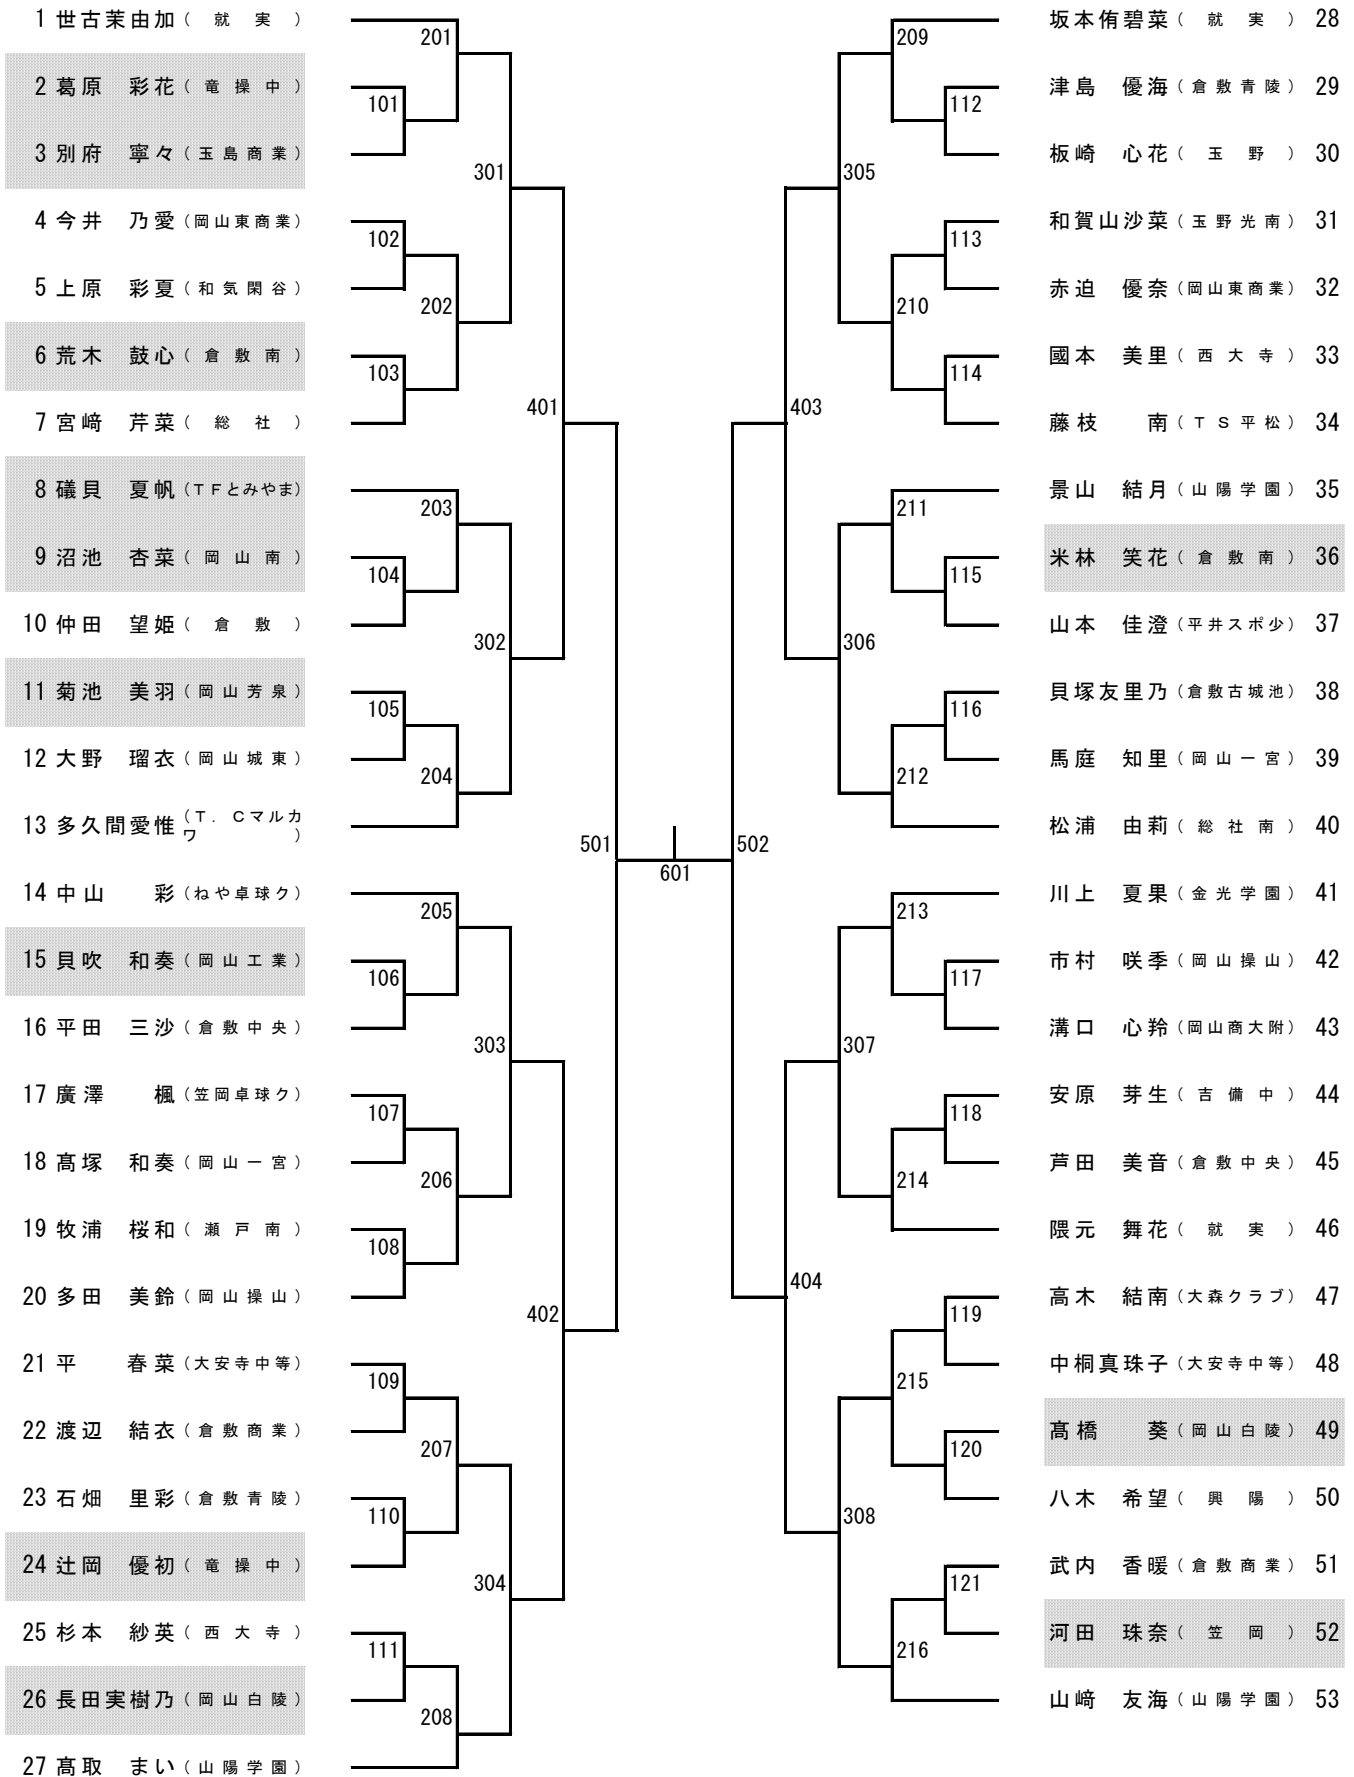 1 世古茉由加（就実）
2 葛原 彩花（竜操中）
3 別府 寧々（玉島商業）
4 今井 乃愛（岡山東商業）
5 上原 彩夏（和気閑谷）
6 荒木 鼓心（倉敷南）
7 宮﨑 芹菜（総社）
8 礒貝 夏帆（ＴＦとみやま）
9 沼池 杏菜（岡山南）
10 仲田 望姫（倉敷）
11 菊池 美羽（岡山芳泉）
12 大野 瑠衣（岡山城東）
13 多久間愛惟（Ｔ．Ｃマルカワ）
14 中山 彩（ねや卓球ク）
15 貝吹 和奏（岡山工業）
16 平田 三沙（倉敷中央）
17 廣澤 楓（笠岡卓球ク）
18 髙塚 和奏（岡山一宮）
19 牧浦 桜和（瀬戸南）
20 多田 美鈴（岡山操山）
21 平 春菜（大安寺中等）
22 渡辺 結衣（倉敷商業）
23 石畑 里彩（倉敷青陵）
24 辻岡 優初（竜操中）
25 杉本 紗英（西大寺）
26 長田実樹乃（岡山白陵）
27 髙取 まい（山陽学園）
201
101
301
102
202
103
401
203
104
302
105
204
501
205
106
303
107
206
108
402
109
207
110
304
111
208
601
502
209
112
305
113
210
114
403
211
115
306
116
212
213
117
307
118
214
404
119
215
120
308
121
216
坂本侑碧菜（就実） 28
津島 優海（倉敷青陵） 29
板崎 心花（玉野） 30
和賀山沙菜（玉野光南） 31
赤迫 優奈（岡山東商業） 32
國本 美里（西大寺） 33
藤枝 南（ＴＳ平松） 34
景山 結月（山陽学園） 35
米林 笑花（倉敷南） 36
山本 佳澄（平井スポ少） 37
貝塚友里乃（倉敷古城池） 38
馬庭 知里（岡山一宮） 39
松浦 由莉（総社南） 40
川上 夏果（金光学園） 41
市村 咲季（岡山操山） 42
溝口 心羚（岡山商大附） 43
安原 芽生（吉備中） 44
芦田 美音（倉敷中央） 45
隈元 舞花（就実） 46
高木 結南（大森クラブ） 47
中桐真珠子（大安寺中等） 48
髙橋 葵（岡山白陵） 49
八木 希望（興陽） 50
武内 香暖（倉敷商業） 51
河田 珠奈（笠岡） 52
山﨑 友海（山陽学園） 53